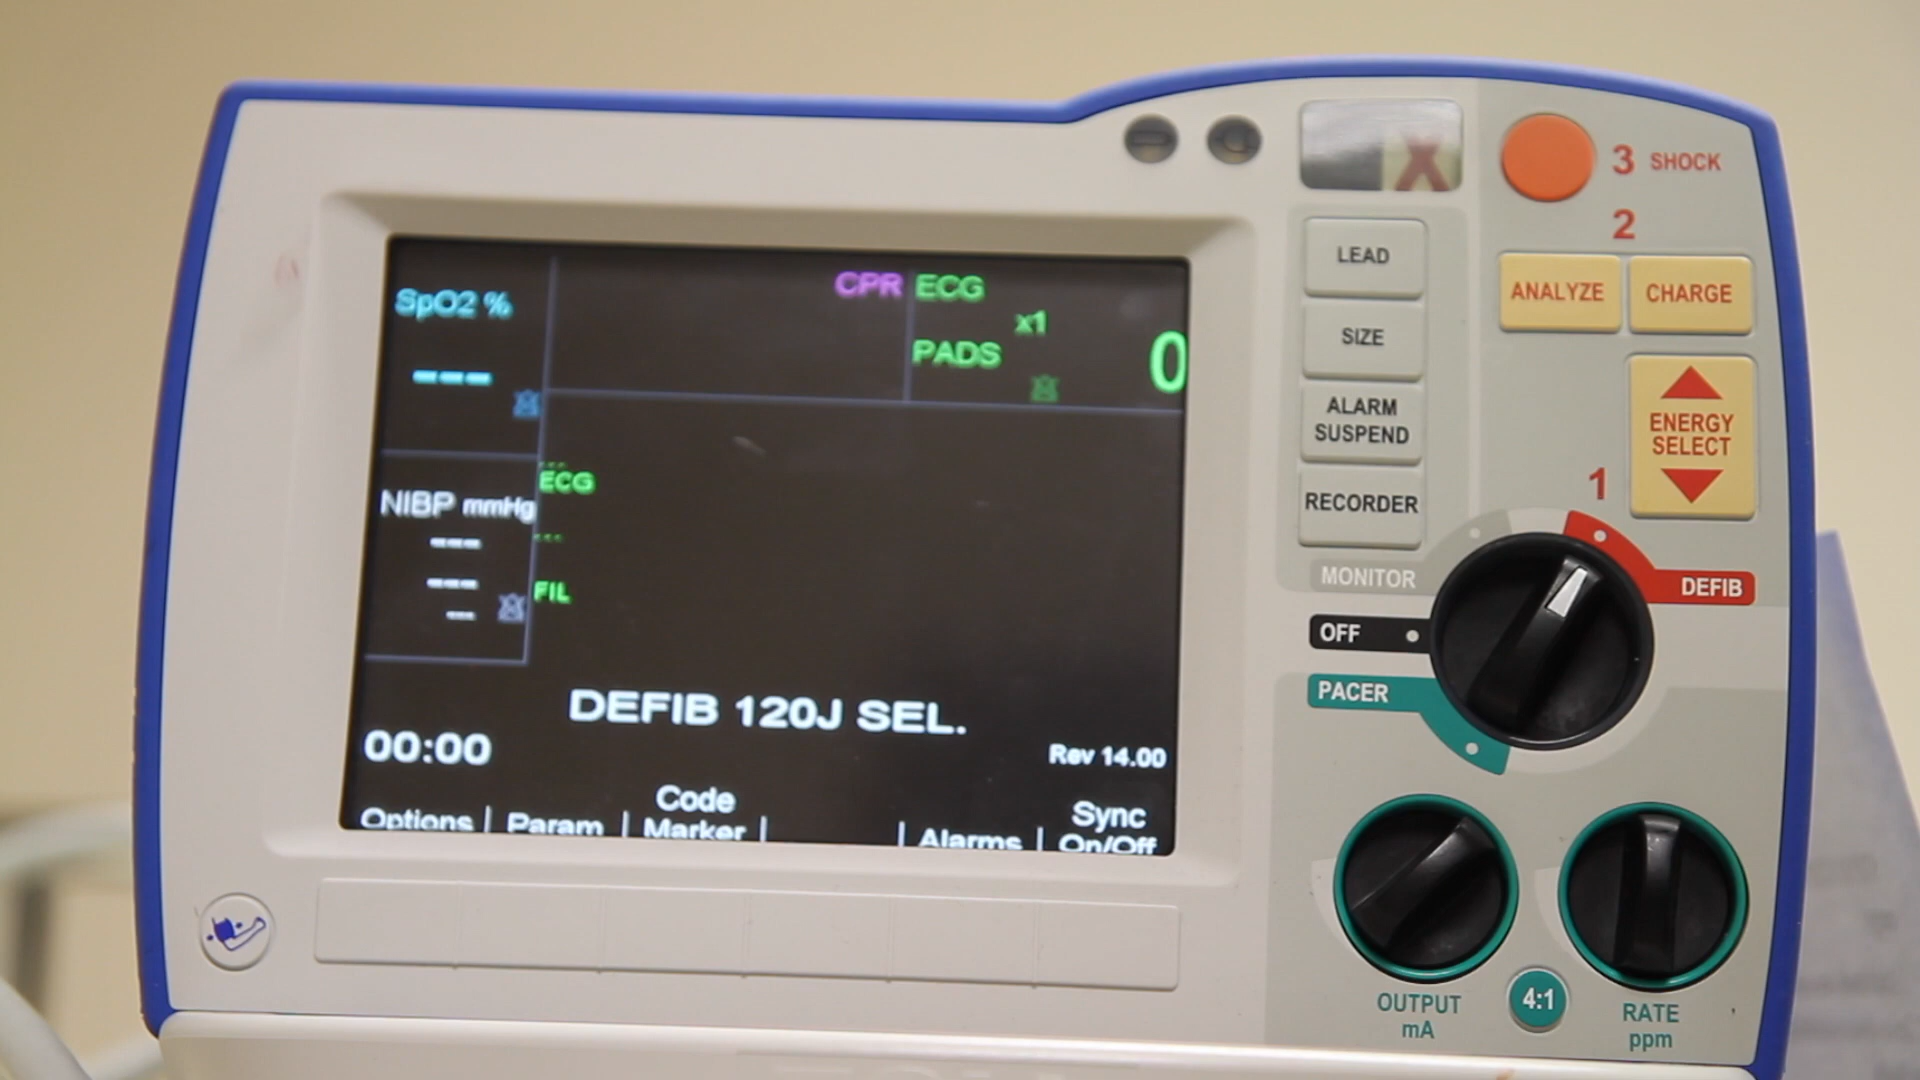 SpO2 %
---
CPR
ECG
x1
PADS
0
NIBP mmHg
---
---
--
ECG
FIL
DEFIB 120J SEL.
00:00
Rev 14.00
Options
Param
Code
Marker
Alarms
Sync
On/Off
X
3 SHOCK
2
LEAD
SIZE
ALARM
SUSPEND
RECORDER
ANALYZE
CHARGE
ENERGY
SELECT
1
MONITOR
DEFIB
OFF
PACER
OUTPUT
mA
4:1
RATE
ppm